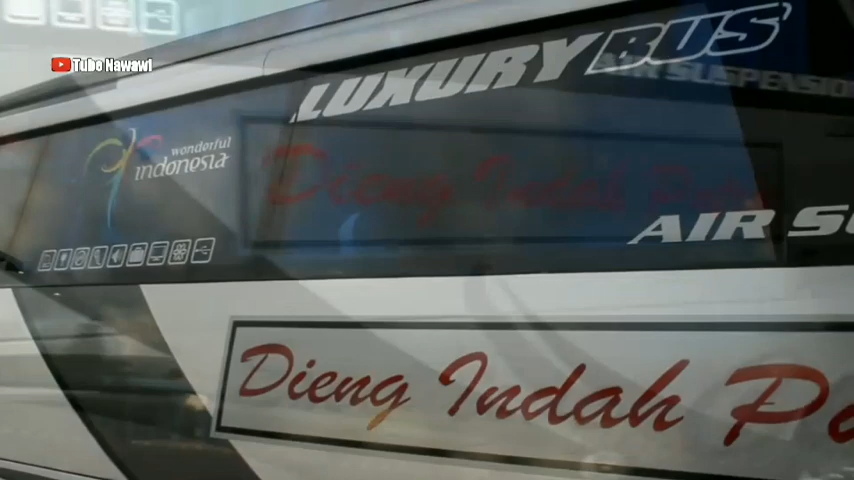 Tube Nawawi
LUXURY BUS
AIR SUSPENSION
wonderful
indonesia
Dieng Indah
AIR
Dieng Indah